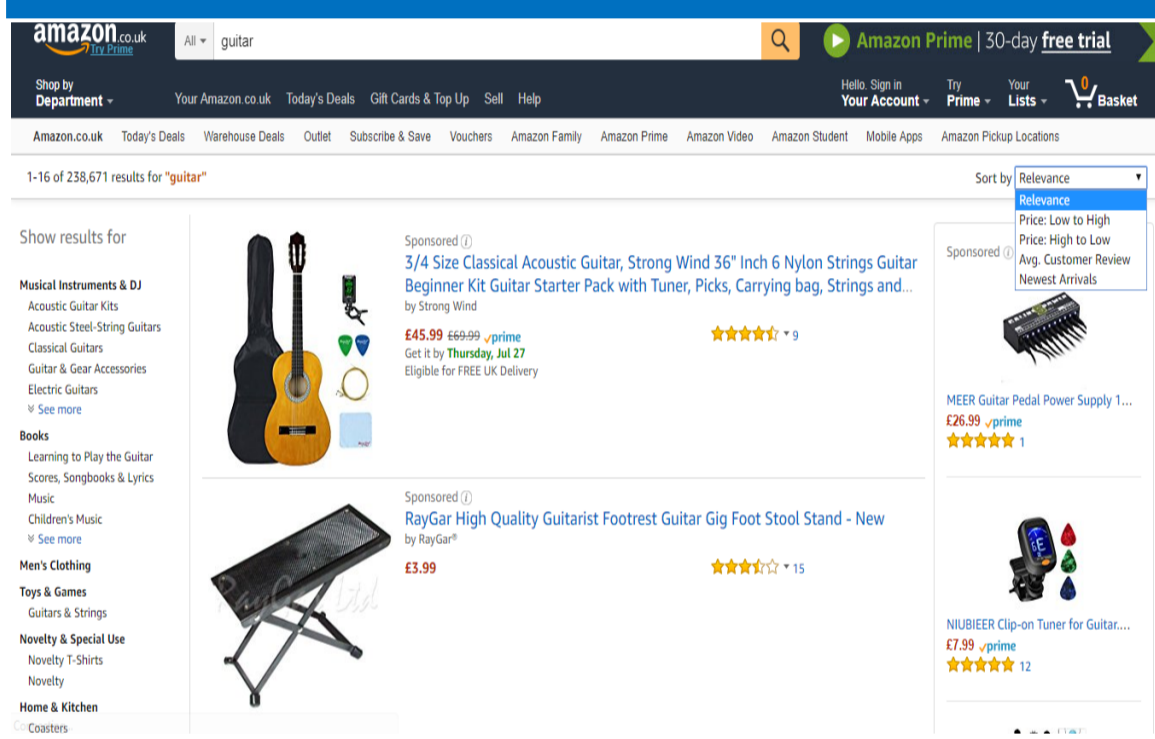 amazon.co.uk
Try Prime
All
guitar
Amazon Prime | 30-day free trial
Shop by
Department
Your Amazon.co.uk Today's Deals Gift Cards & Top Up Sell Help
Hello. Sign in
Your Account
Try
Prime
Your
Lists
0
Basket
Amazon.co.uk Today's Deals Warehouse Deals Outlet Subscribe & Save Vouchers Amazon Family Amazon Prime Amazon Video Amazon Student Mobile Apps Amazon Pickup Locations
1-16 of 238,671 results for "guitar"
Sort by Relevance
Relevance
Price: Low to High
Price: High to Low
Avg. Customer Review
Newest Arrivals
Show results for
Musical Instruments & DJ
Acoustic Guitar Kits
Acoustic Steel-String Guitars
Classical Guitars
Guitar & Gear Accessories
Electric Guitars
See more
Books
Learning to Play the Guitar
Scores, Songbooks & Lyrics
Music
Children's Music
See more
Men's Clothing
Toys & Games
Guitars & Strings
Novelty & Special Use
Novelty T-Shirts
Novelty
Home & Kitchen
Coasters
Sponsored
3/4 Size Classical Acoustic Guitar, Strong Wind 36" Inch 6 Nylon Strings Guitar
Beginner Kit Guitar Starter Pack with Tuner, Picks, Carrying bag, Strings and...
by Strong Wind
£45.99 £69.99 prime
9
Get it by Thursday, Jul 27
Eligible for FREE UK Delivery
Sponsored
RayGar High Quality Guitarist Footrest Guitar Gig Foot Stool Stand - New
by RayGar®
£3.99
15
Ltd
Sponsored
MEER Guitar Pedal Power Supply 1...
£26.99 prime
1
E
NIUBIEER Clip-on Tuner for Guitar....
£7.99 prime
12